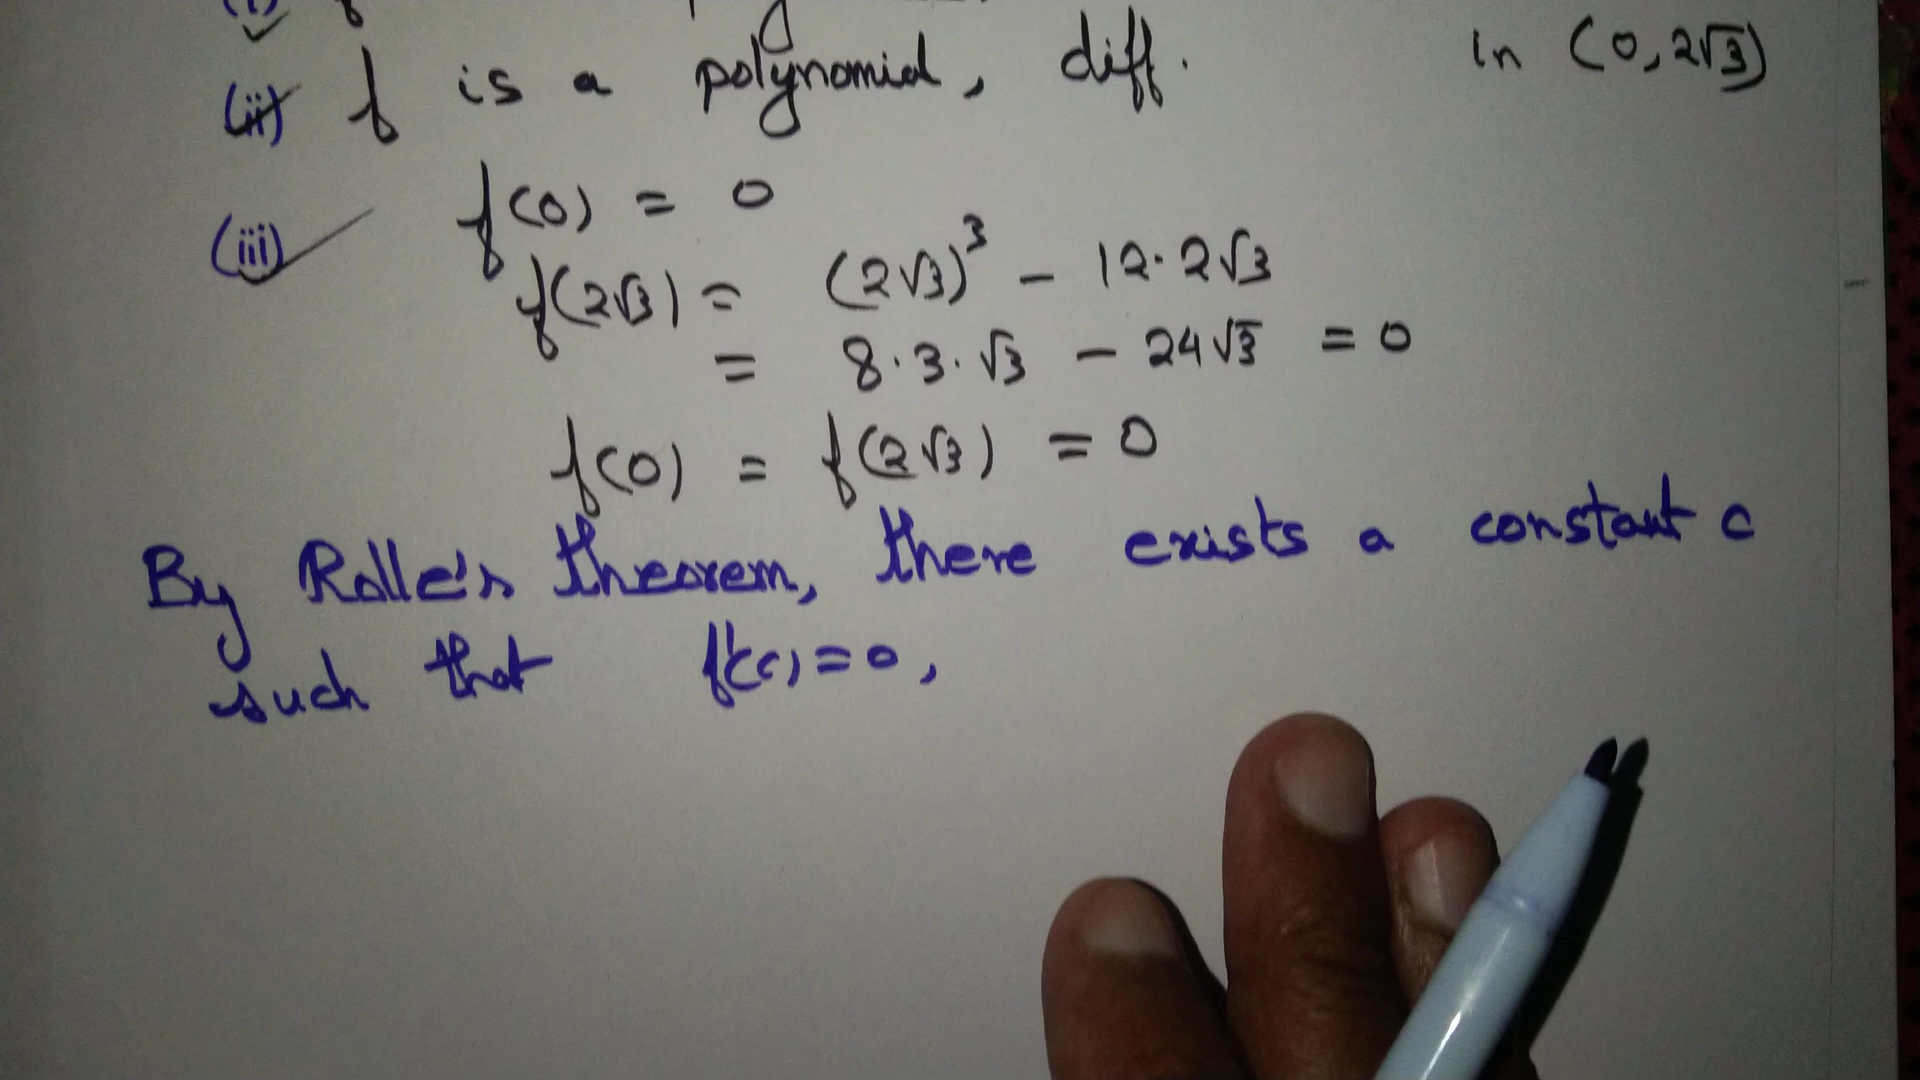 (i)
(ii) f is a polynomial, diff. in (0, 2√3)
(iii) f(0) = 0
f(2√3) = (2√3)³ - 12·2√3
= 8·3·√3 - 24√3 = 0
f(0) = f(2√3) = 0
By Rolle's theorem, there exists a constant c
such that f'(c) = 0,